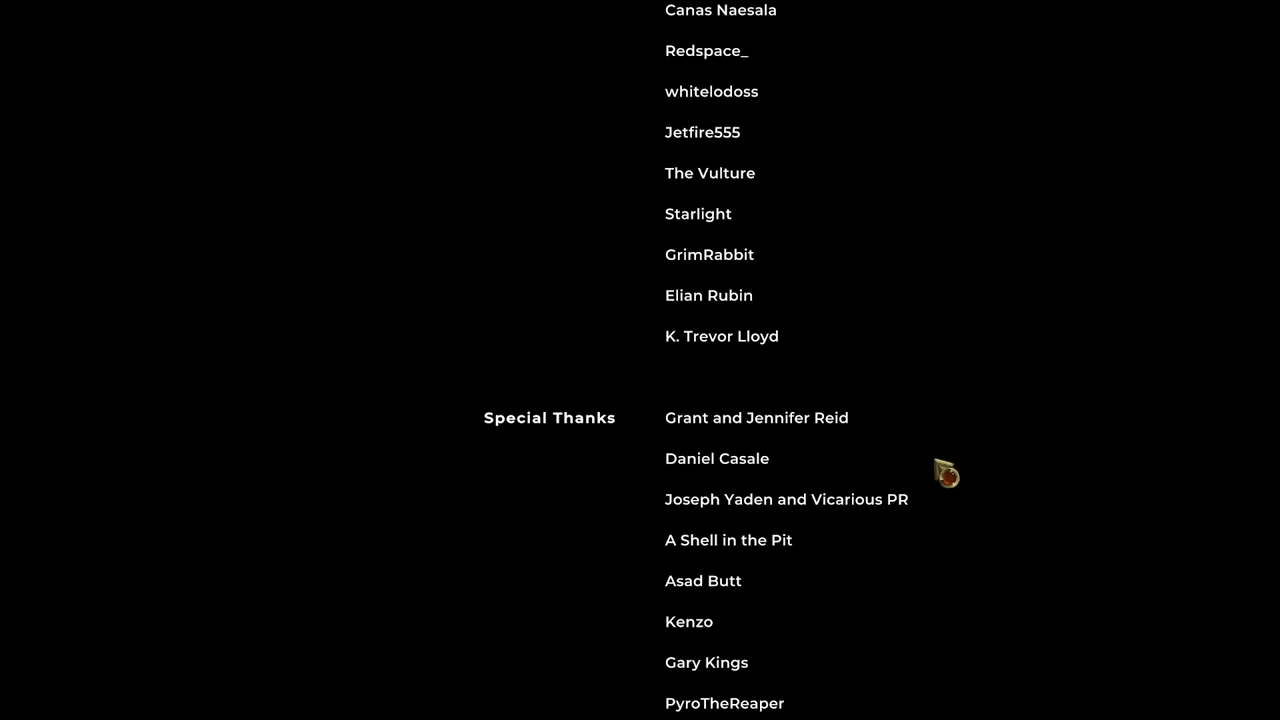 Canas Naesala
Redspace_
whitelodoss
Jetfire555
The Vulture
Starlight
GrimRabbit
Elian Rubin
K. Trevor Lloyd
Special Thanks Grant and Jennifer Reid
Daniel Casale
Joseph Yaden and Vicarious PR
A Shell in the Pit
Asad Butt
Kenzo
Gary Kings
PyroTheReaper